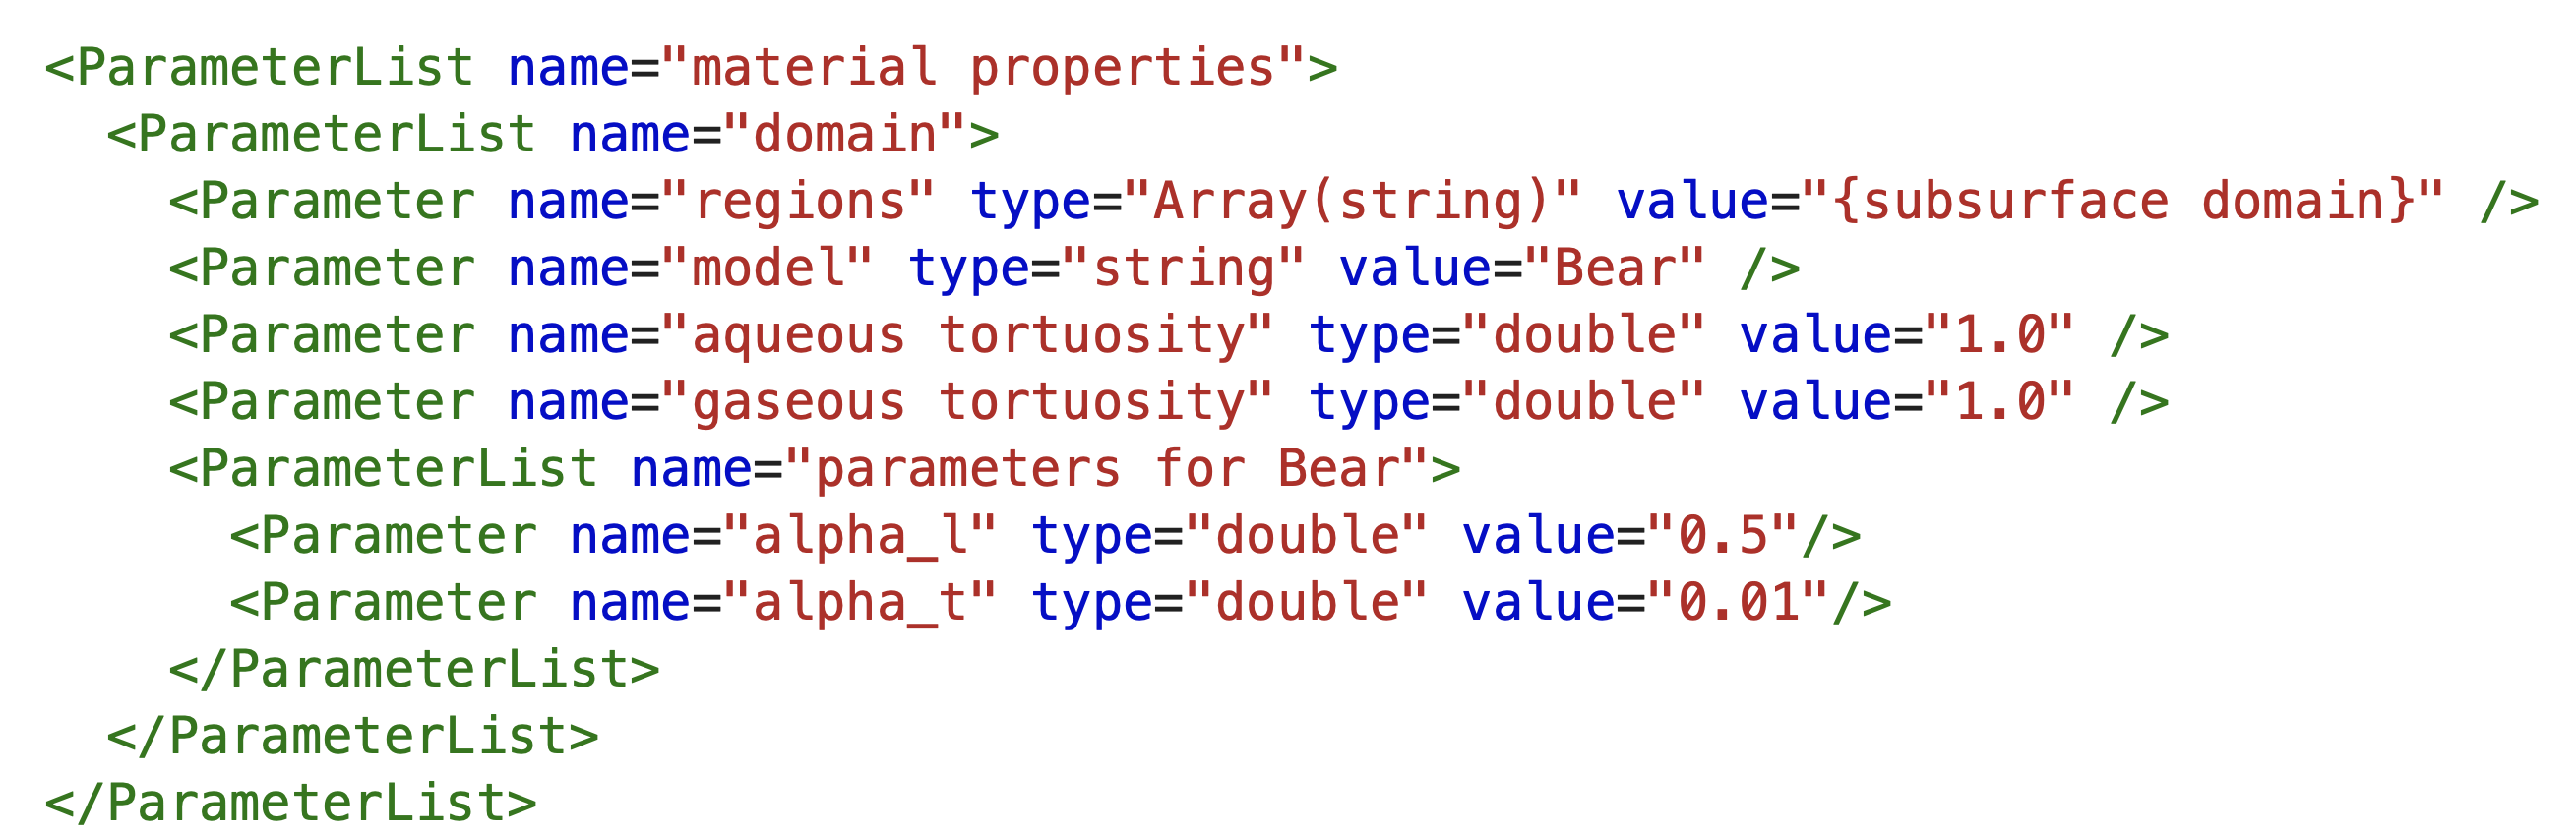 <ParameterList name="material properties">
  <ParameterList name="domain">
    <Parameter name="regions" type="Array(string)" value="{subsurface domain}" />
    <Parameter name="model" type="string" value="Bear" />
    <Parameter name="aqueous tortuosity" type="double" value="1.0" />
    <Parameter name="gaseous tortuosity" type="double" value="1.0" />
    <ParameterList name="parameters for Bear">
      <Parameter name="alpha_l" type="double" value="0.5"/>
      <Parameter name="alpha_t" type="double" value="0.01"/>
    </ParameterList>
  </ParameterList>
</ParameterList>